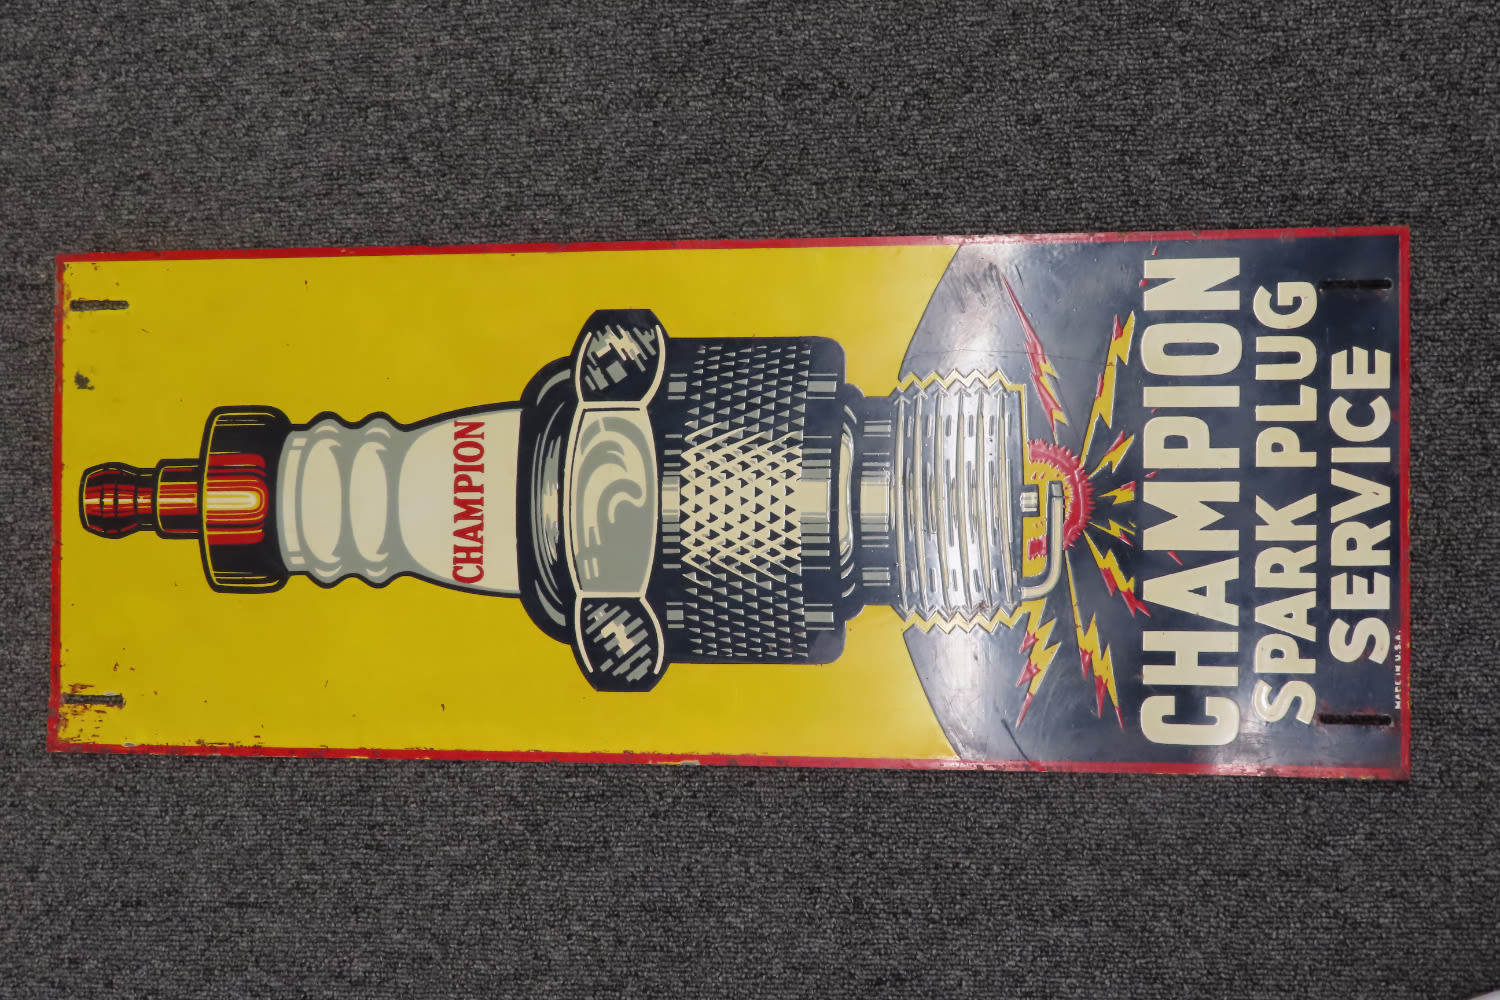 CHAMPION
CHAMPION
SPARK PLUG
SERVICE
MADE IN U.S.A.